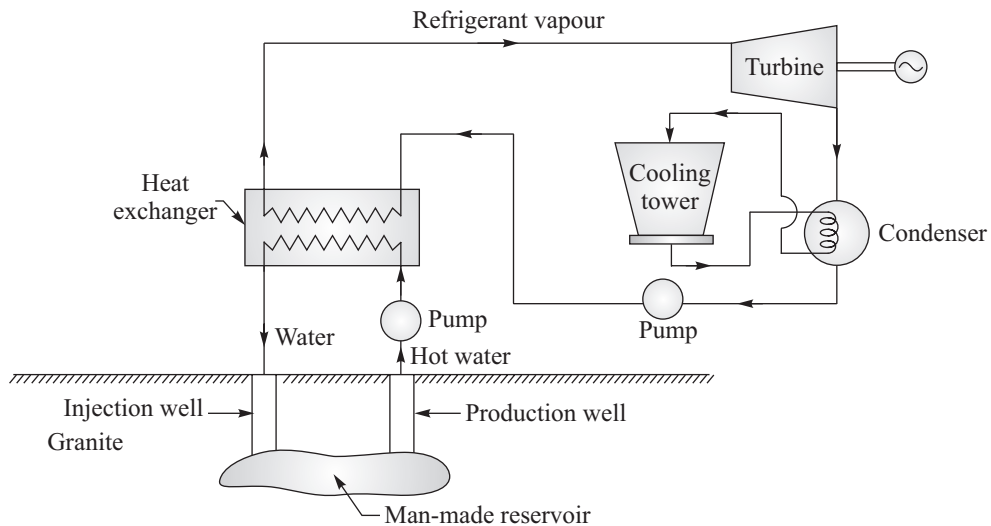 Refrigerant vapour
Turbine
Cooling
tower
Heat
exchanger
Condenser
Pump
Pump
Water
Hot water
Injection well
Production well
Granite
Man-made reservoir